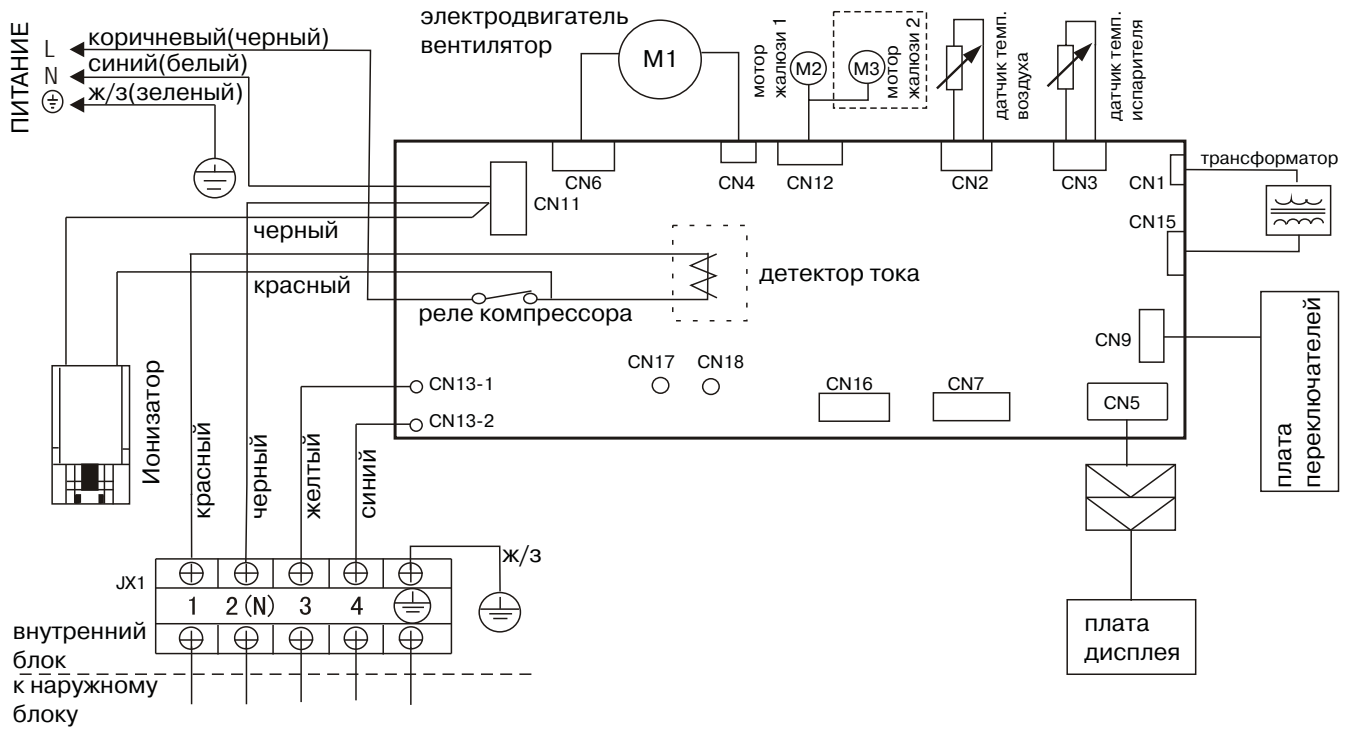 ПИТАНИЕ
L
коричневый(черный)
N
синий(белый)
ж/з(зеленый)
электродвигатель
вентилятор
M1
мотор
жалюзи 1
M2
M3
мотор
жалюзи 2
датчик темп.
воздуха
датчик темп.
испарителя
CN6
CN4
CN12
CN2
CN3
CN1
трансформатор
CN11
CN15
черный
красный
детектор тока
реле компрессора
CN9
плата
переключателей
CN17
CN18
CN13-1
CN16
CN7
CN5
CN13-2
Ионизатор
красный
черный
желтый
синий
ж/з
JX1
1
2(N)
3
4
внутренний
блок
к наружному
блоку
плата
дисплея